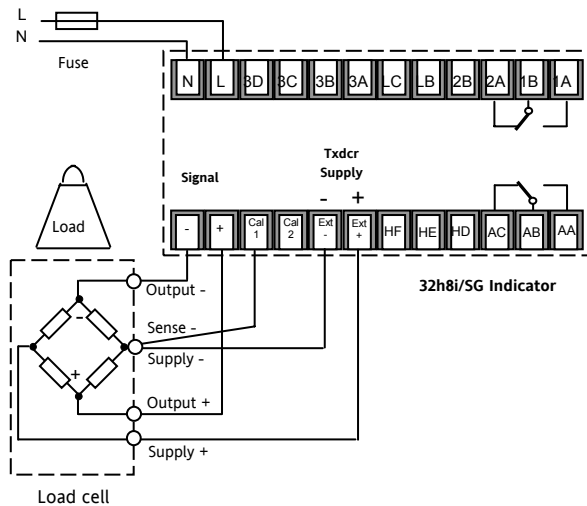 L
N
Fuse
N L 3D 3C 3B 3A LC LB 2B 2A 1B 1A
Signal
Txdcr
Supply
- +
- + Cal 1 Cal 2 Ext - Ext + HF HE HD AC AB AA
32h8i/SG Indicator
Load
Output -
Sense -
Supply -
Output +
Supply +
-
+
Load cell